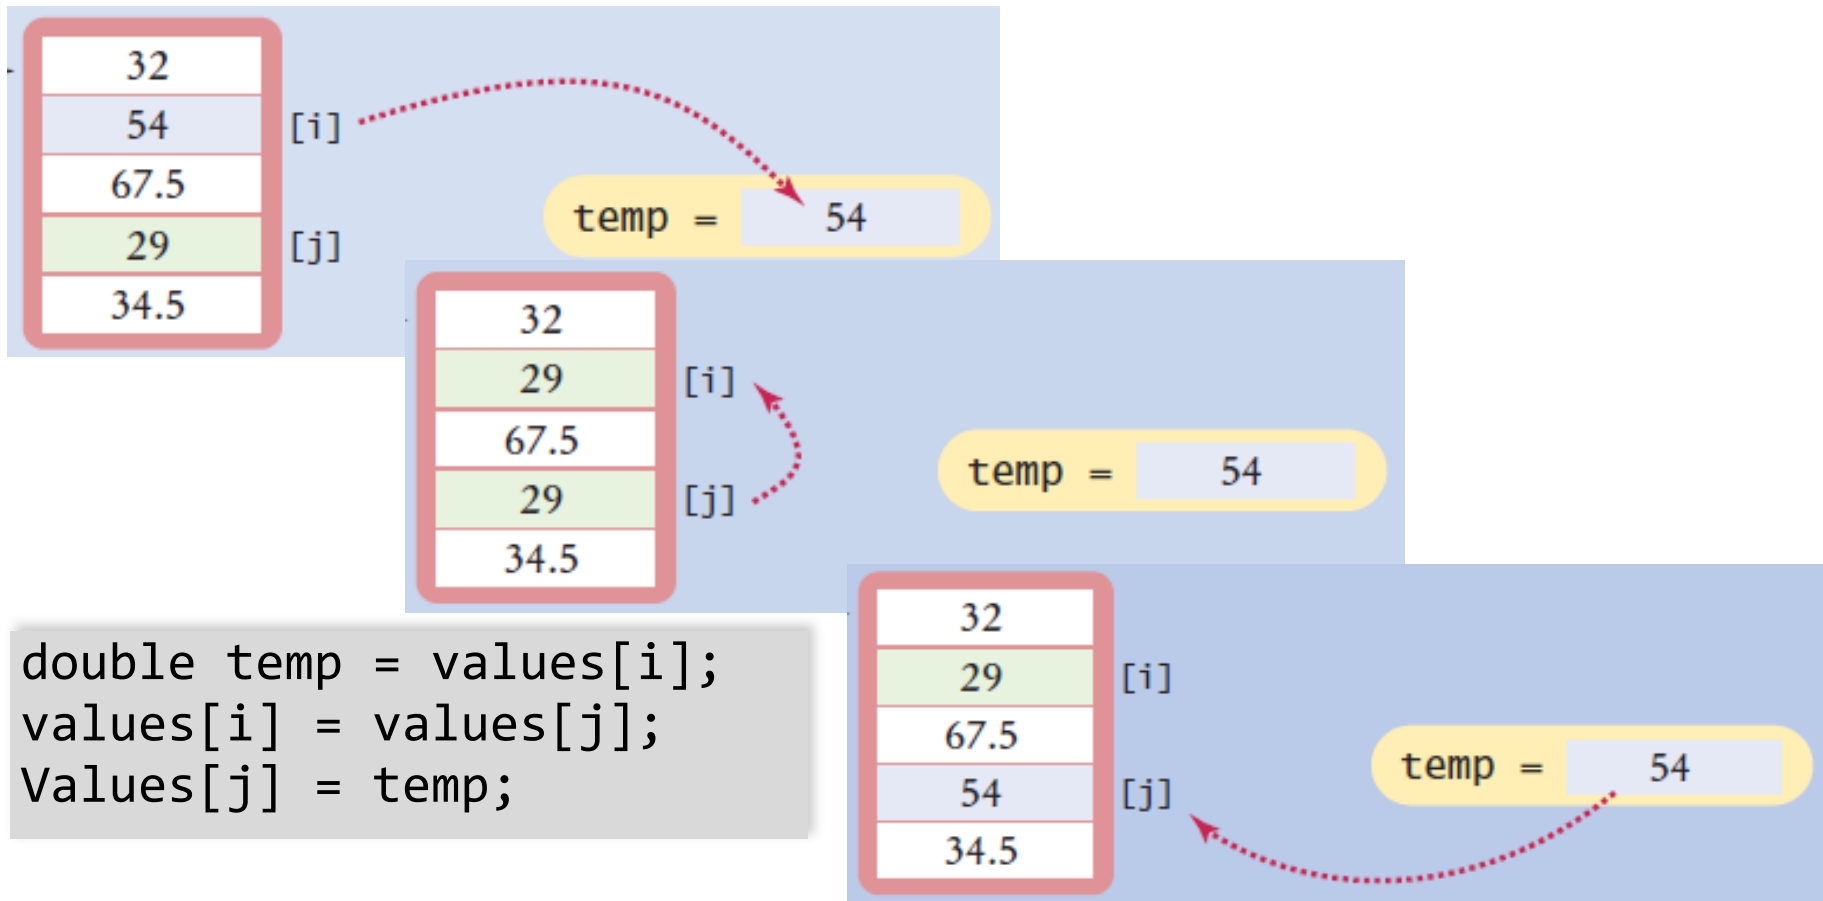 32
54 [i]
67.5
29 [j]
34.5
temp = 54
32
29 [i]
67.5
29 [j]
34.5
temp = 54
32
29 [i]
67.5
54 [j]
34.5
temp = 54
double temp = values[i];
values[i] = values[j];
Values[j] = temp;